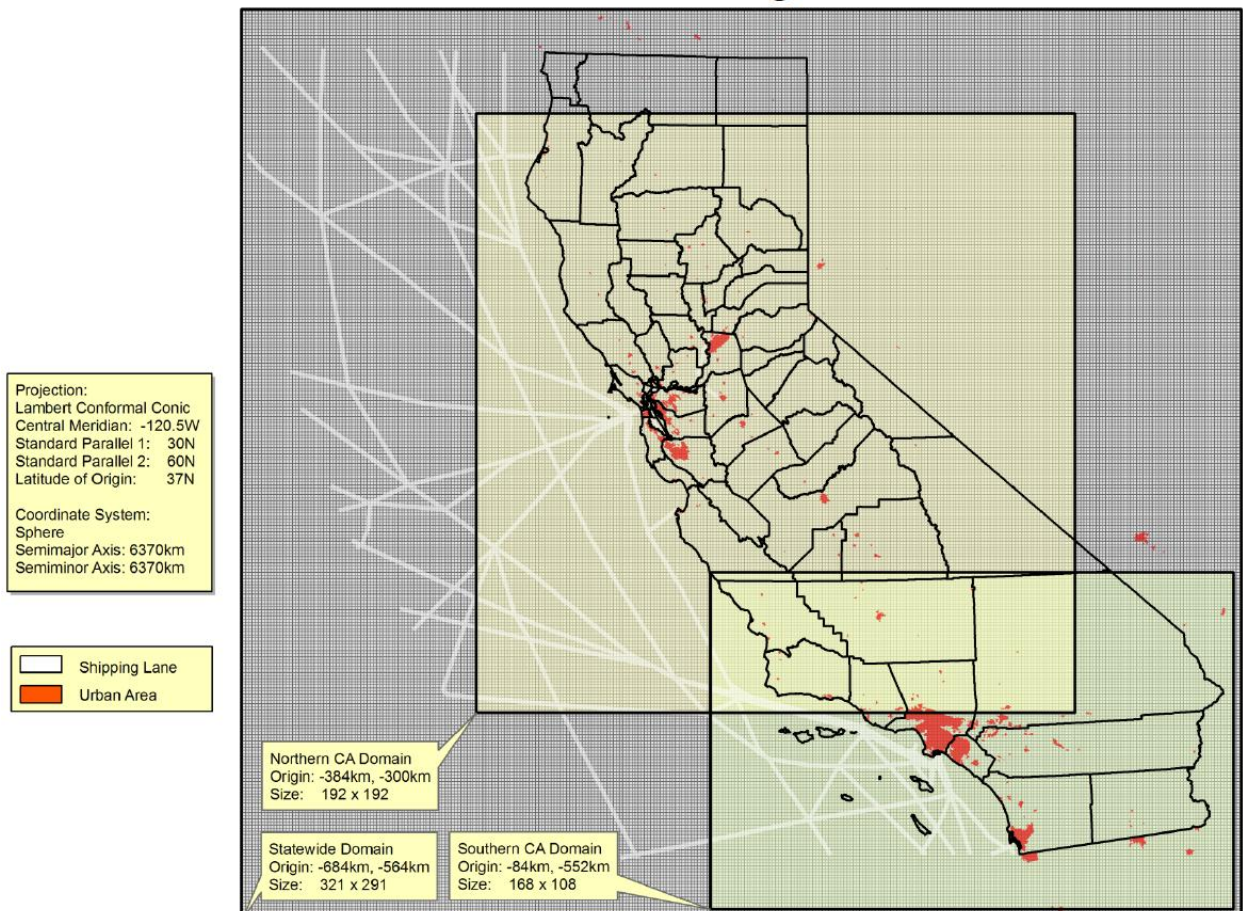 Projection:
Lambert Conformal Conic
Central Meridian: -120.5W
Standard Parallel 1: 30N
Standard Parallel 2: 60N
Latitude of Origin: 37N
Coordinate System:
Sphere
Semimajor Axis: 6370km
Semiminor Axis: 6370km
Shipping Lane
Urban Area
Northern CA Domain
Origin: -384km, -300km
Size: 192 x 192
Statewide Domain
Origin: -684km, -564km
Size: 321 x 291
Southern CA Domain
Origin: -84km, -552km
Size: 168 x 108